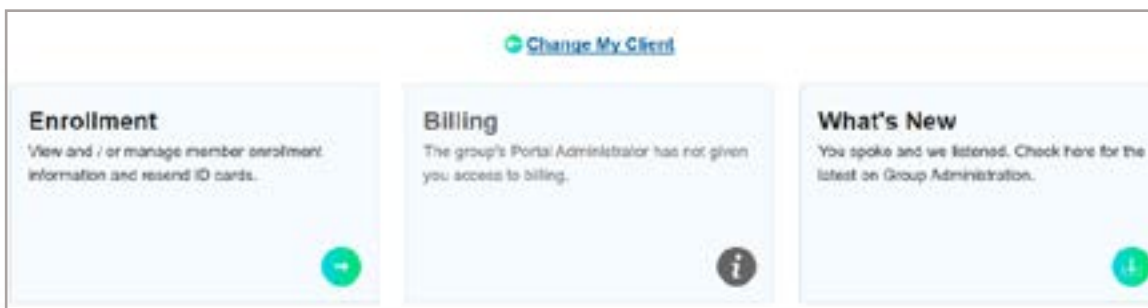 Change My Client
Enrollment
View and / or manage member enrollment
information and resend ID cards.
Billing
The group's Portal Administrator has not given
you access to billing.
What's New
You spoke and we listened. Check here for the
latest on Group Administration.